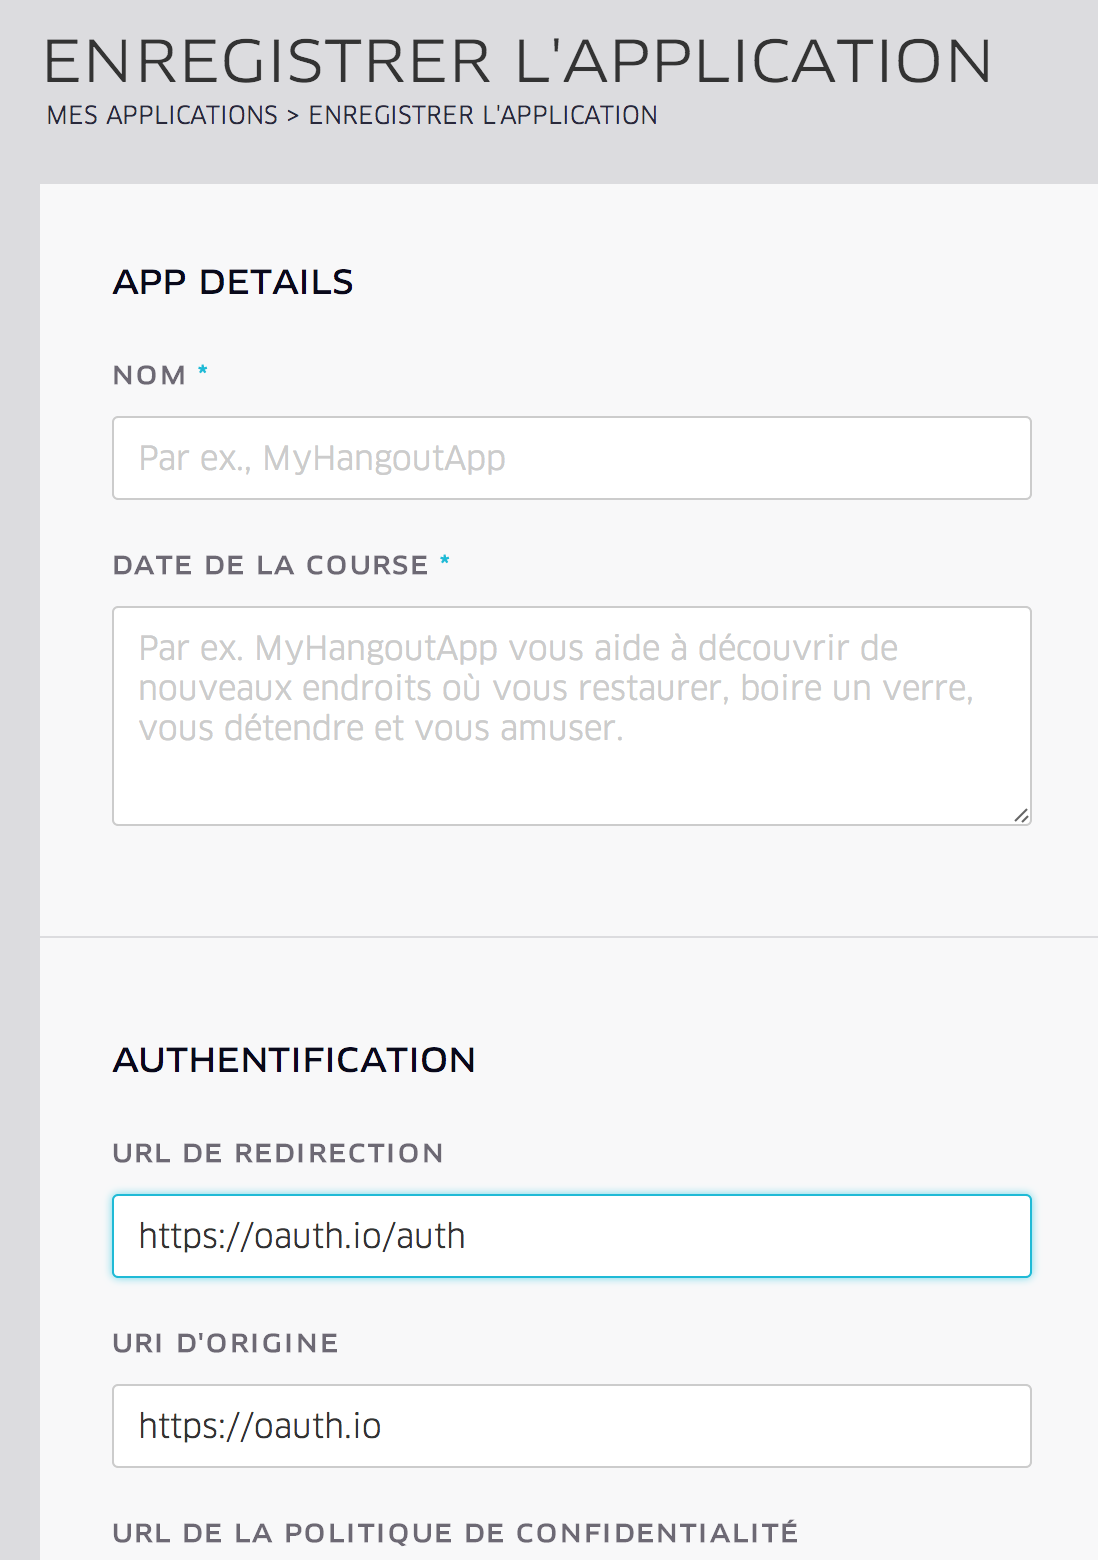 ENREGISTRER L'APPLICATION
MES APPLICATIONS > ENREGISTRER L'APPLICATION
APP DETAILS
NOM *
Par ex., MyHangoutApp
DATE DE LA COURSE *
Par ex. MyHangoutApp vous aide à découvrir de
nouveaux endroits où vous restaurer, boire un verre,
vous détendre et vous amuser.
AUTHENTIFICATION
URL DE REDIRECTION
https://oauth.io/auth
URI D'ORIGINE
https://oauth.io
URL DE LA POLITIQUE DE CONFIDENTIALITÉ